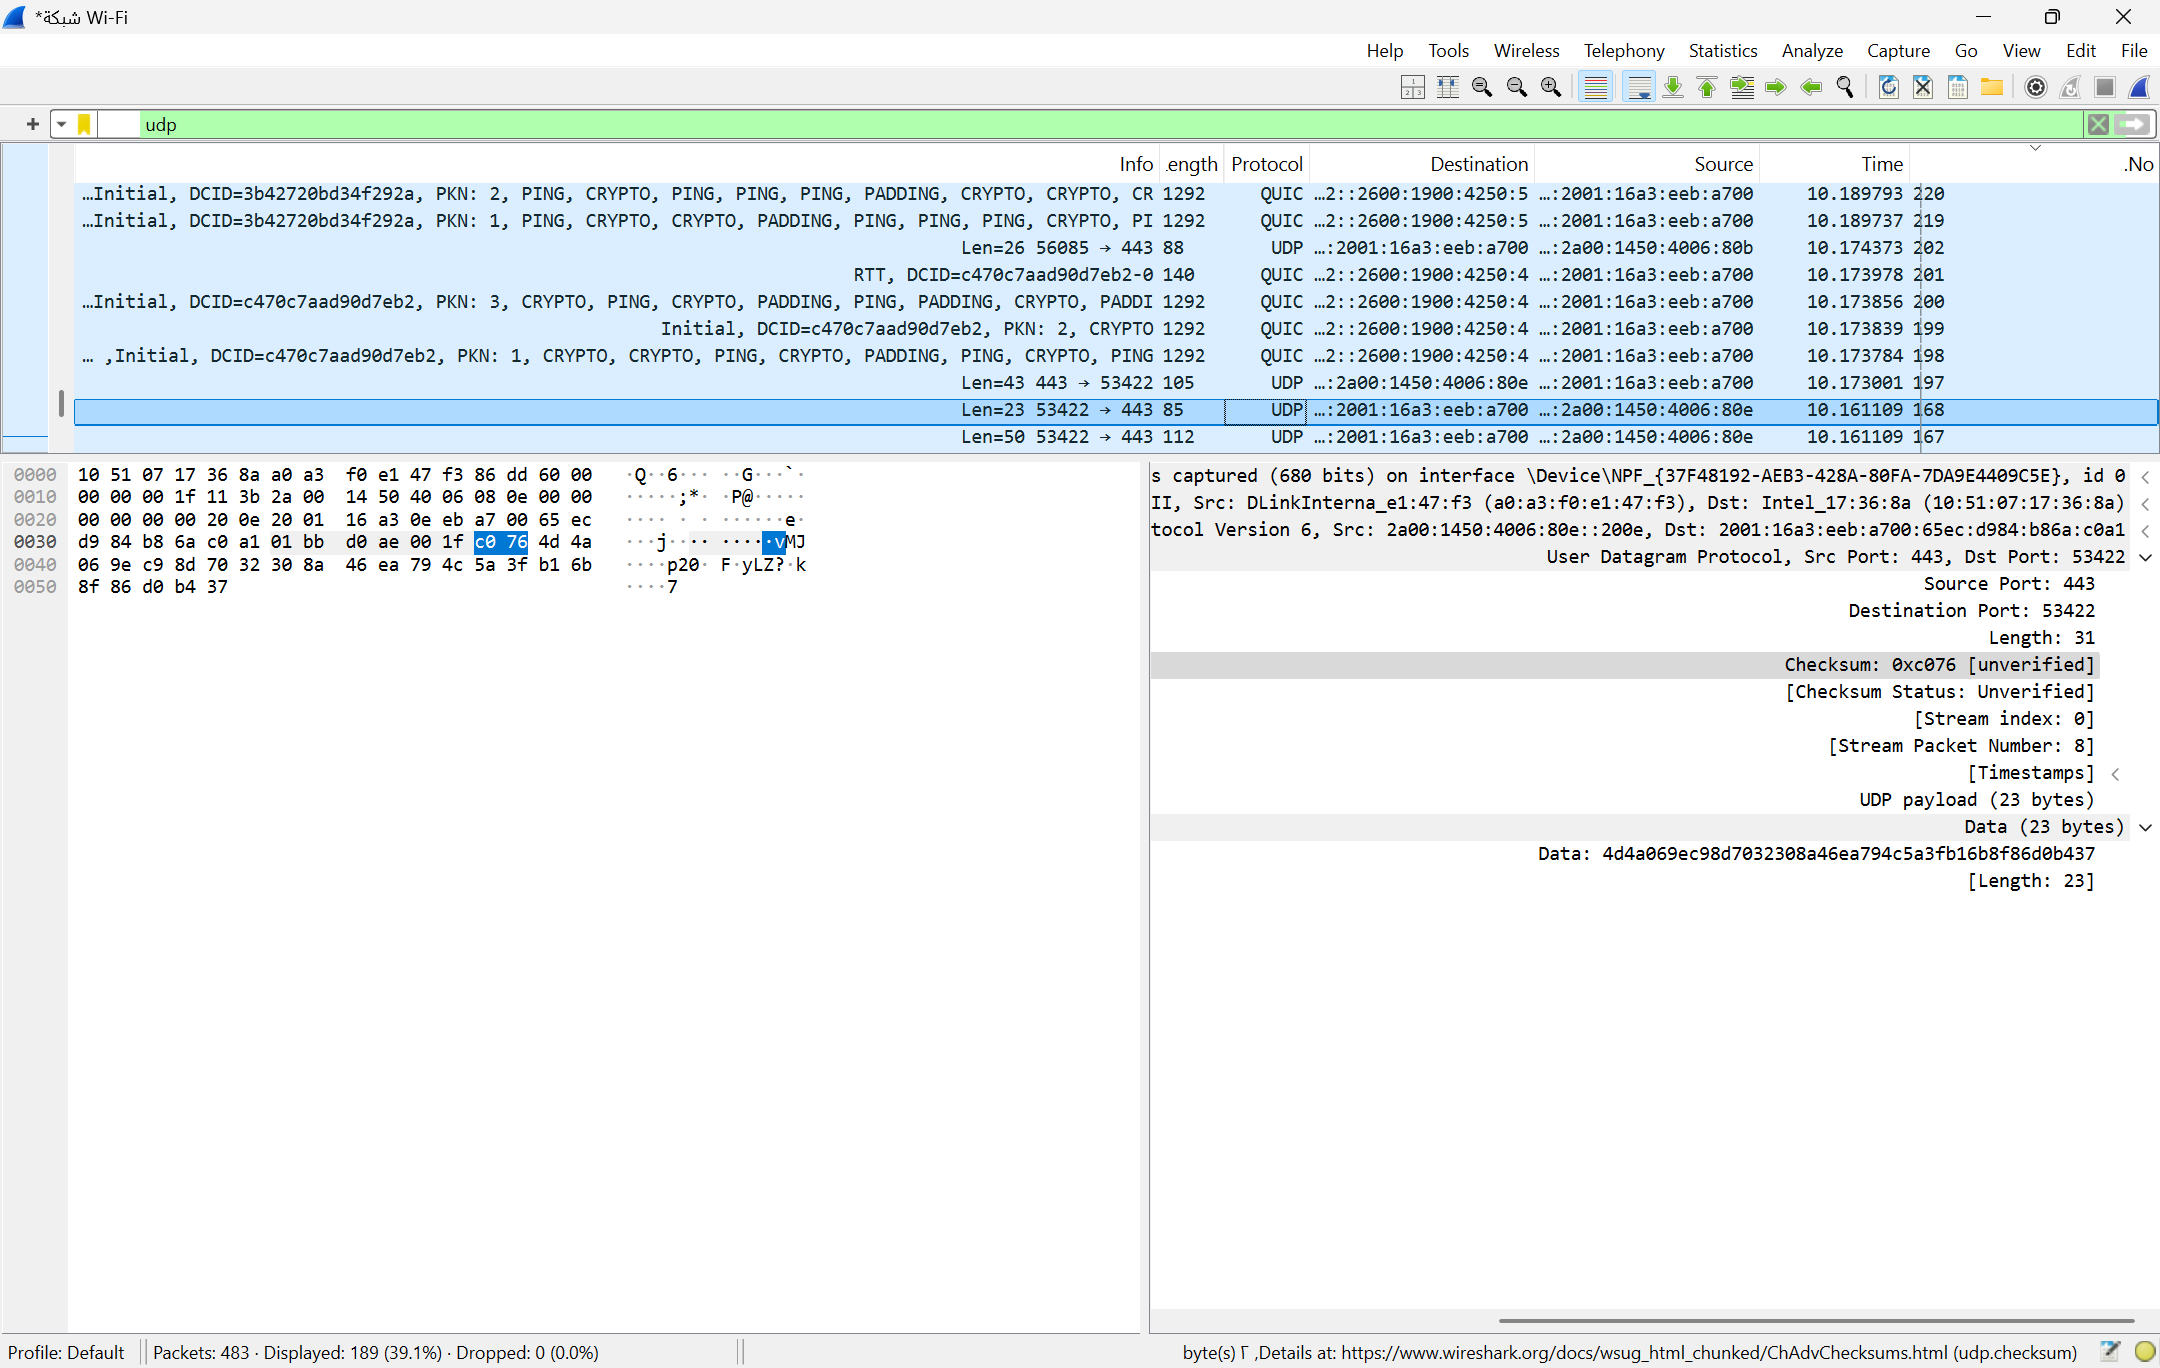 *شبكة Wi-Fi
Help Tools Wireless Telephony Statistics Analyze Capture Go View Edit File
udp
Info .ength Protocol Destination Source Time .No
…Initial, DCID=3b42720bd34f292a, PKN: 2, PING, CRYPTO, PING, PING, PING, PADDING, CRYPTO, CRYPTO, CR 1292 QUIC …2::2600:1900:4250:5 …:2001:16a3:eeb:a700 10.189793 220
…Initial, DCID=3b42720bd34f292a, PKN: 1, PING, CRYPTO, CRYPTO, PADDING, PING, PING, PING, CRYPTO, PI 1292 QUIC …2::2600:1900:4250:5 …:2001:16a3:eeb:a700 10.189737 219
Len=26 56085 → 443 88 UDP …:2001:16a3:eeb:a700 …:2a00:1450:4006:80b 10.174373 202
RTT, DCID=c470c7aad90d7eb2-0 140 QUIC …2::2600:1900:4250:4 …:2001:16a3:eeb:a700 10.173978 201
…Initial, DCID=c470c7aad90d7eb2, PKN: 3, CRYPTO, PING, CRYPTO, PADDING, PING, PADDING, CRYPTO, PADDI 1292 QUIC …2::2600:1900:4250:4 …:2001:16a3:eeb:a700 10.173856 200
Initial, DCID=c470c7aad90d7eb2, PKN: 2, CRYPTO 1292 QUIC …2::2600:1900:4250:4 …:2001:16a3:eeb:a700 10.173839 199
… ,Initial, DCID=c470c7aad90d7eb2, PKN: 1, CRYPTO, CRYPTO, PING, CRYPTO, PADDING, PING, CRYPTO, PING 1292 QUIC …2::2600:1900:4250:4 …:2001:16a3:eeb:a700 10.173784 198
Len=43 443 → 53422 105 UDP …:2a00:1450:4006:80e …:2001:16a3:eeb:a700 10.173001 197
Len=23 53422 → 443 85 UDP …:2001:16a3:eeb:a700 …:2a00:1450:4006:80e 10.161109 168
Len=50 53422 → 443 112 UDP …:2001:16a3:eeb:a700 …:2a00:1450:4006:80e 10.161109 167
0000 10 51 07 17 36 8a a0 a3 f0 e1 47 f3 86 dd 60 00 ·Q··6··· ··G···`·
0010 00 00 00 1f 11 3b 2a 00 14 50 40 06 08 0e 00 00 ·····;*· ·P@·····
0020 00 00 00 00 20 0e 20 01 16 a3 0e eb a7 00 65 ec ···· · · ······e·
0030 d9 84 b8 6a c0 a1 01 bb d0 ae 00 1f c0 76 4d 4a ···j···· ·····vMJ
0040 06 9e c9 8d 70 32 30 8a 46 ea 79 4c 5a 3f b1 6b ····p20· F·yLZ?·k
0050 8f 86 d0 b4 37 ····7
s captured (680 bits) on interface \Device\NPF_{37F48192-AEB3-428A-80FA-7DA9E4409C5E}, id 0
II, Src: DLinkInterna_e1:47:f3 (a0:a3:f0:e1:47:f3), Dst: Intel_17:36:8a (10:51:07:17:36:8a)
tocol Version 6, Src: 2a00:1450:4006:80e::200e, Dst: 2001:16a3:eeb:a700:65ec:d984:b86a:c0a1
User Datagram Protocol, Src Port: 443, Dst Port: 53422
Source Port: 443
Destination Port: 53422
Length: 31
Checksum: 0xc076 [unverified]
[Checksum Status: Unverified]
[Stream index: 0]
[Stream Packet Number: 8]
[Timestamps]
UDP payload (23 bytes)
Data (23 bytes)
Data: 4d4a069ec98d7032308a46ea794c5a3fb16b8f86d0b437
[Length: 23]
Profile: Default Packets: 483 · Displayed: 189 (39.1%) · Dropped: 0 (0.0%) byte(s) ٢ ,Details at: https://www.wireshark.org/docs/wsug_html_chunked/ChAdvChecksums.html (udp.checksum)